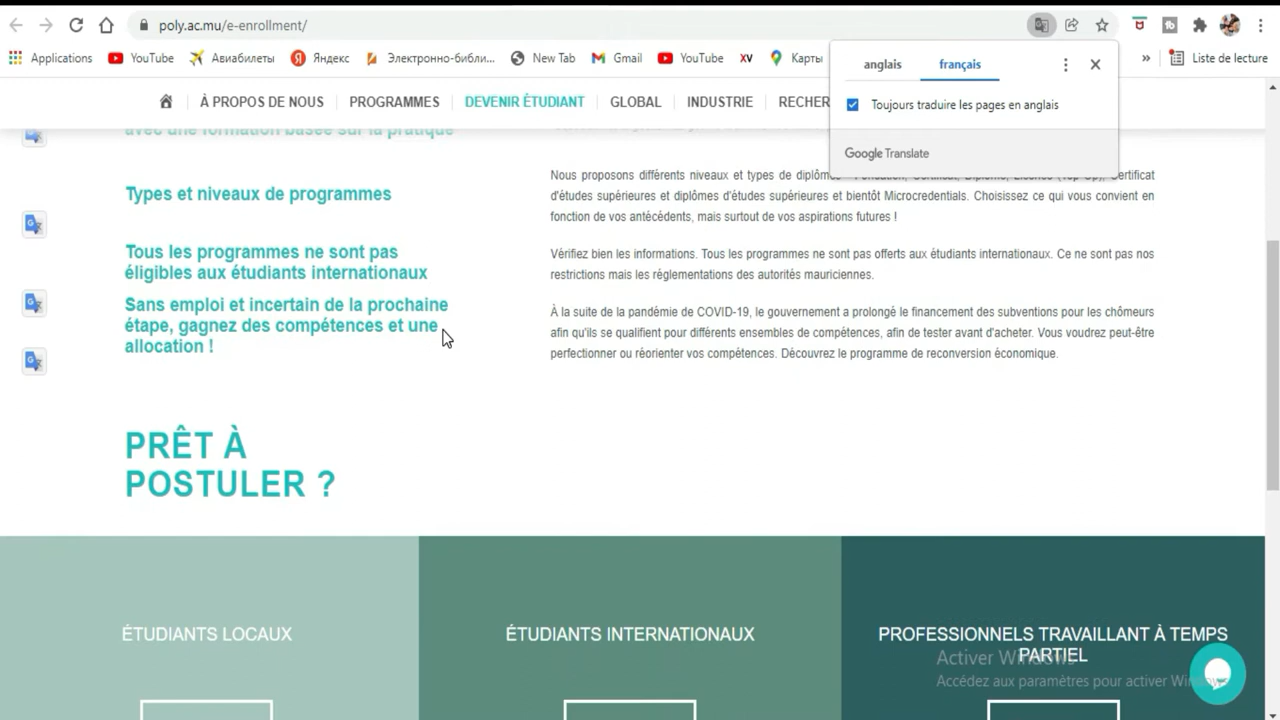 poly.ac.mu/e-enrollment/
Applications YouTube Авиабилеты Яндекс Электронно-библи... New Tab Gmail YouTube XV Карты » Liste de lecture
anglais français
Toujours traduire les pages en anglais
Google Translate
À PROPOS DE NOUS PROGRAMMES DEVENIR ÉTUDIANT GLOBAL INDUSTRIE RECHER
avec une formation basée sur la pratique
Types et niveaux de programmes
Nous proposons différents niveaux et types de diplômes Certificat
d'études supérieures et diplômes d'études supérieures et bientôt Microcredentials. Choisissez ce qui vous convient en
fonction de vos antécédents, mais surtout de vos aspirations futures !
Tous les programmes ne sont pas
éligibles aux étudiants internationaux
Vérifiez bien les informations. Tous les programmes ne sont pas offerts aux étudiants internationaux. Ce ne sont pas nos
restrictions mais les réglementations des autorités mauriciennes.
Sans emploi et incertain de la prochaine
étape, gagnez des compétences et une
allocation !
À la suite de la pandémie de COVID-19, le gouvernement a prolongé le financement des subventions pour les chômeurs
afin qu'ils se qualifient pour différents ensembles de compétences, afin de tester avant d'acheter. Vous voudrez peut-être
perfectionner ou réorienter vos compétences. Découvrez le programme de reconversion économique.
PRÊT À
POSTULER ?
ÉTUDIANTS LOCAUX
ÉTUDIANTS INTERNATIONAUX
PROFESSIONNELS TRAVAILLANT À TEMPS
PARTIEL
Activer Windows
Accédez aux paramètres pour activer Windows.